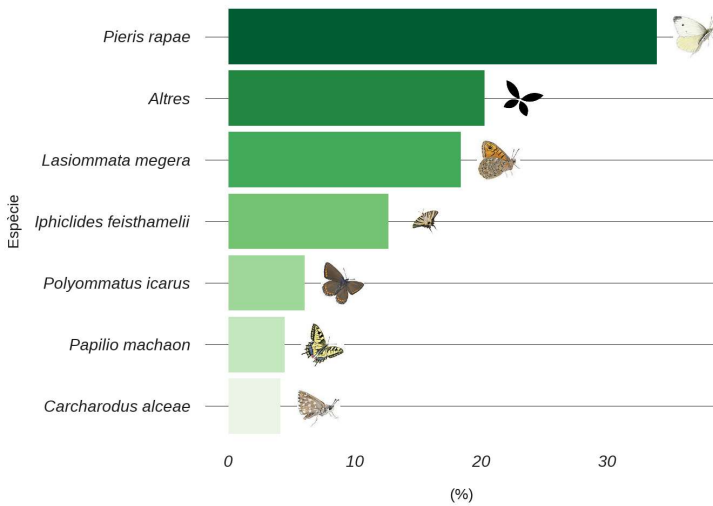 Pieris rapae
Altres
Lasiommata megera
Iphiclides feisthamelii
Polyommatus icarus
Papilio machaon
Carcharodus alceae
Espècie
0 10 20 30
(%)